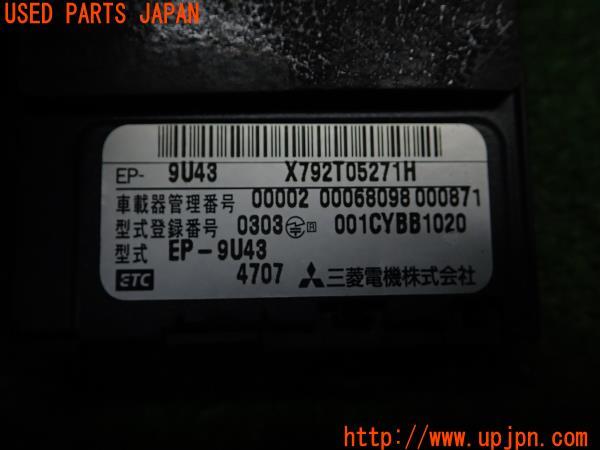 USED PARTS JAPAN
EP- 9U43 X792T05271H
車載器管理番号 00002 00068098 000871
型式登録番号 0303 R 001CYBB1020
型式 EP-9U43
ETC 4707 三菱電機株式会社
http://www.upjpn.com